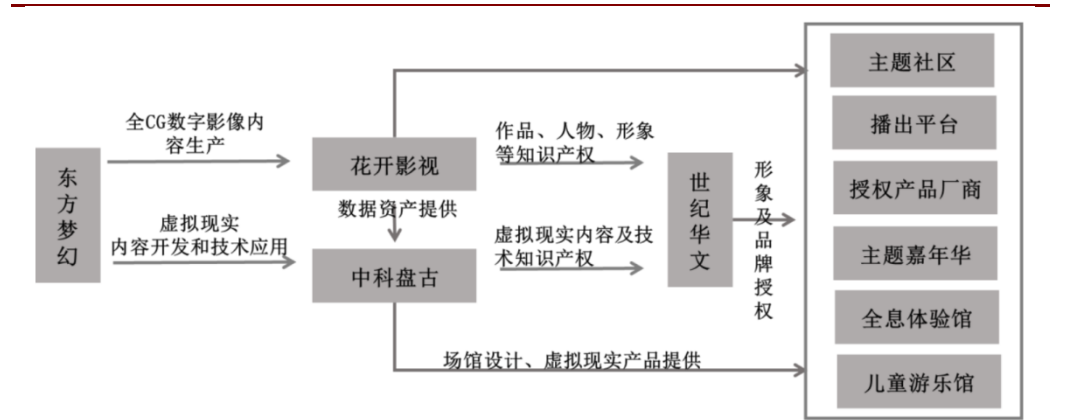 东方梦幻
全CG数字影像内
容生产
虚拟现实
内容开发和技术应用
花开影视
数据资产提供
中科盘古
作品、人物、形象
等知识产权
虚拟现实内容及技
术知识产权
世纪华文
形象及品牌授权
场馆设计、虚拟现实产品提供
主题社区
播出平台
授权产品厂商
主题嘉年华
全息体验馆
儿童游乐馆